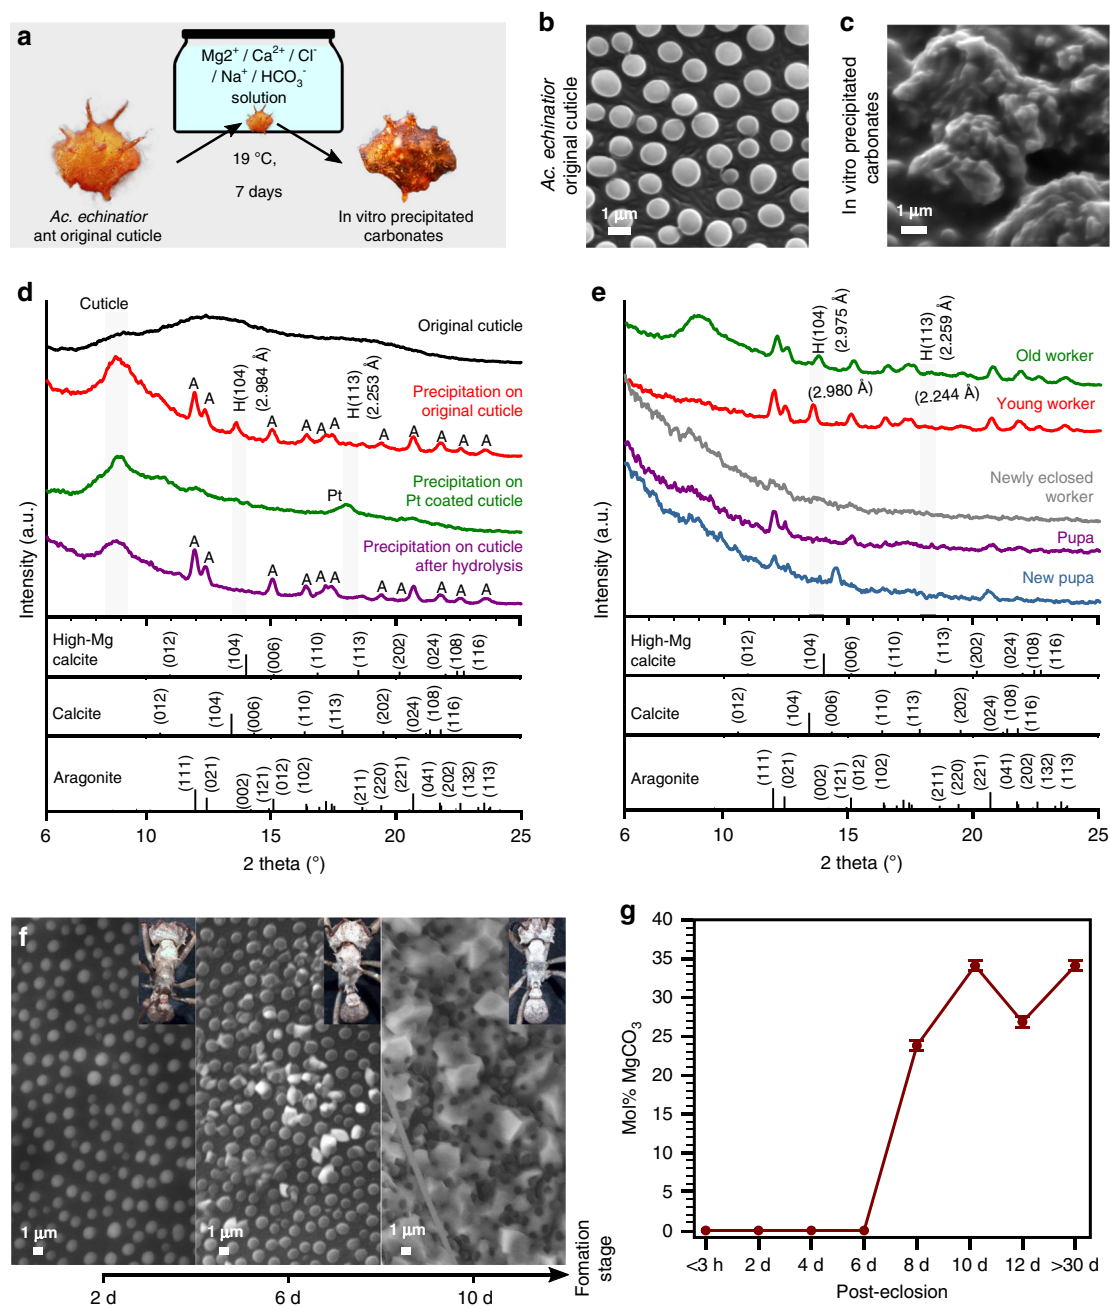 a
Mg2⁺ / Ca²⁺ / Cl⁻
/ Na⁺ / HCO₃⁻
solution
19 °C,
7 days
Ac. echinatior
ant original cuticle
In vitro precipitated
carbonates
b
Ac. echinatior
original cuticle
1 μm
c
In vitro precipitated
carbonates
1 μm
d
Cuticle
Original cuticle
Precipitation on
original cuticle
A
A
H(104)
(2.984 Å)
A
A
A
A
H(113)
(2.253 Å)
A
A
A
A
A
Precipitation on
Pt coated cuticle
Pt
Precipitation on cuticle
after hydrolysis
A
A
A
A
A
A
A
A
A
A
A
A
Intensity (a.u.)
High-Mg
calcite
(012)
(104)
(006)
(110)
(113)
(202)
(024)
(108)
(116)
Calcite
(012)
(104)
(006)
(110)
(113)
(202)
(024)
(108)
(116)
Aragonite
(111)
(021)
(002)
(121)
(012)
(102)
(211)
(220)
(221)
(041)
(202)
(132)
(113)
6
10
15
20
25
2 theta (°)
e
H(104)
(2.975 Å)
H(113)
(2.259 Å)
Old worker
(2.980 Å)
(2.244 Å)
Young worker
Newly eclosed
worker
Pupa
New pupa
Intensity (a.u.)
High-Mg
calcite
(012)
(104)
(006)
(110)
(113)
(202)
(024)
(108)
(116)
Calcite
(012)
(104)
(006)
(110)
(113)
(202)
(024)
(108)
(116)
Aragonite
(111)
(021)
(002)
(121)
(012)
(102)
(211)
(220)
(221)
(041)
(202)
(132)
(113)
6
10
15
20
25
2 theta (°)
f
1 μm
1 μm
1 μm
2 d
6 d
10 d
Fomation
stage
g
Mol% MgCO₃
40
35
30
25
20
15
10
5
0
<3 h
2 d
4 d
6 d
8 d
10 d
12 d
>30 d
Post-eclosion